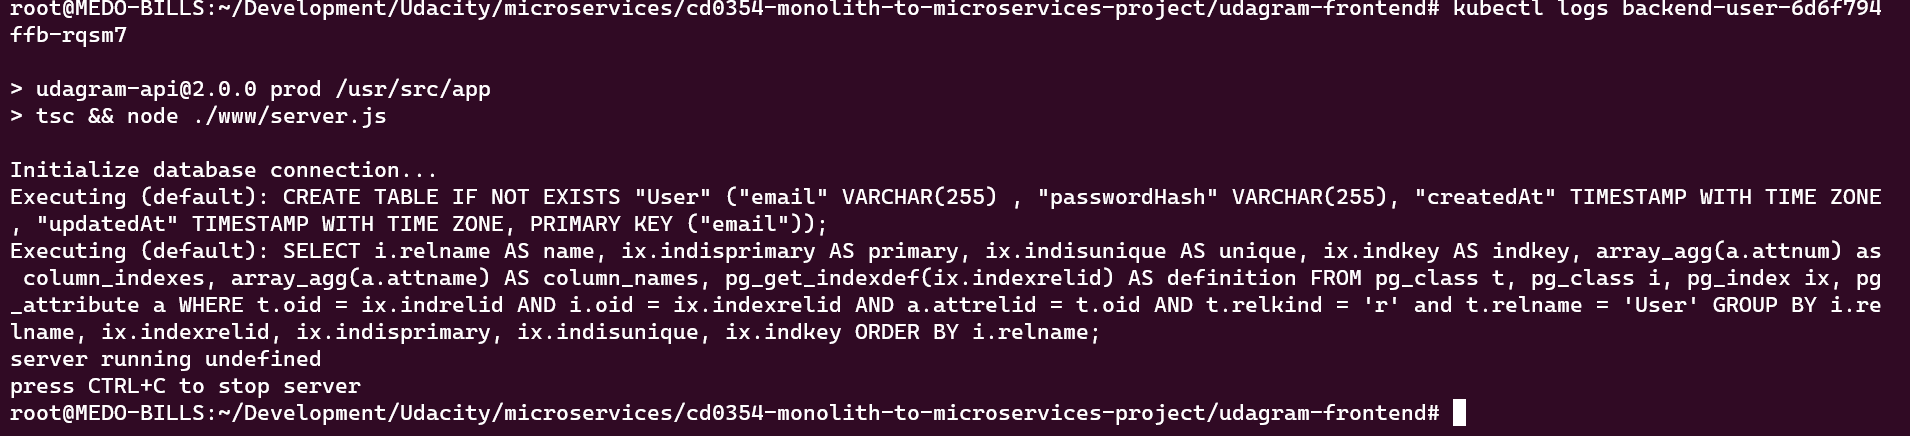 root@MEDO-BILLS:~/Development/Udacity/microservices/cd0354-monolith-to-microservices-project/udagram-frontend# kubectl logs backend-user-6d6f794
ffb-rqsm7
> udagram-api@2.0.0 prod /usr/src/app
> tsc && node ./www/server.js
Initialize database connection...
Executing (default): CREATE TABLE IF NOT EXISTS "User" ("email" VARCHAR(255) , "passwordHash" VARCHAR(255), "createdAt" TIMESTAMP WITH TIME ZONE
, "updatedAt" TIMESTAMP WITH TIME ZONE, PRIMARY KEY ("email"));
Executing (default): SELECT i.relname AS name, ix.indisprimary AS primary, ix.indisunique AS unique, ix.indkey AS indkey, array_agg(a.attnum) as
 column_indexes, array_agg(a.attname) AS column_names, pg_get_indexdef(ix.indexrelid) AS definition FROM pg_class t, pg_class i, pg_index ix, pg
_attribute a WHERE t.oid = ix.indrelid AND i.oid = ix.indexrelid AND a.attrelid = t.oid AND t.relkind = 'r' and t.relname = 'User' GROUP BY i.re
lname, ix.indexrelid, ix.indisprimary, ix.indisunique, ix.indkey ORDER BY i.relname;
server running undefined
press CTRL+C to stop server
root@MEDO-BILLS:~/Development/Udacity/microservices/cd0354-monolith-to-microservices-project/udagram-frontend#